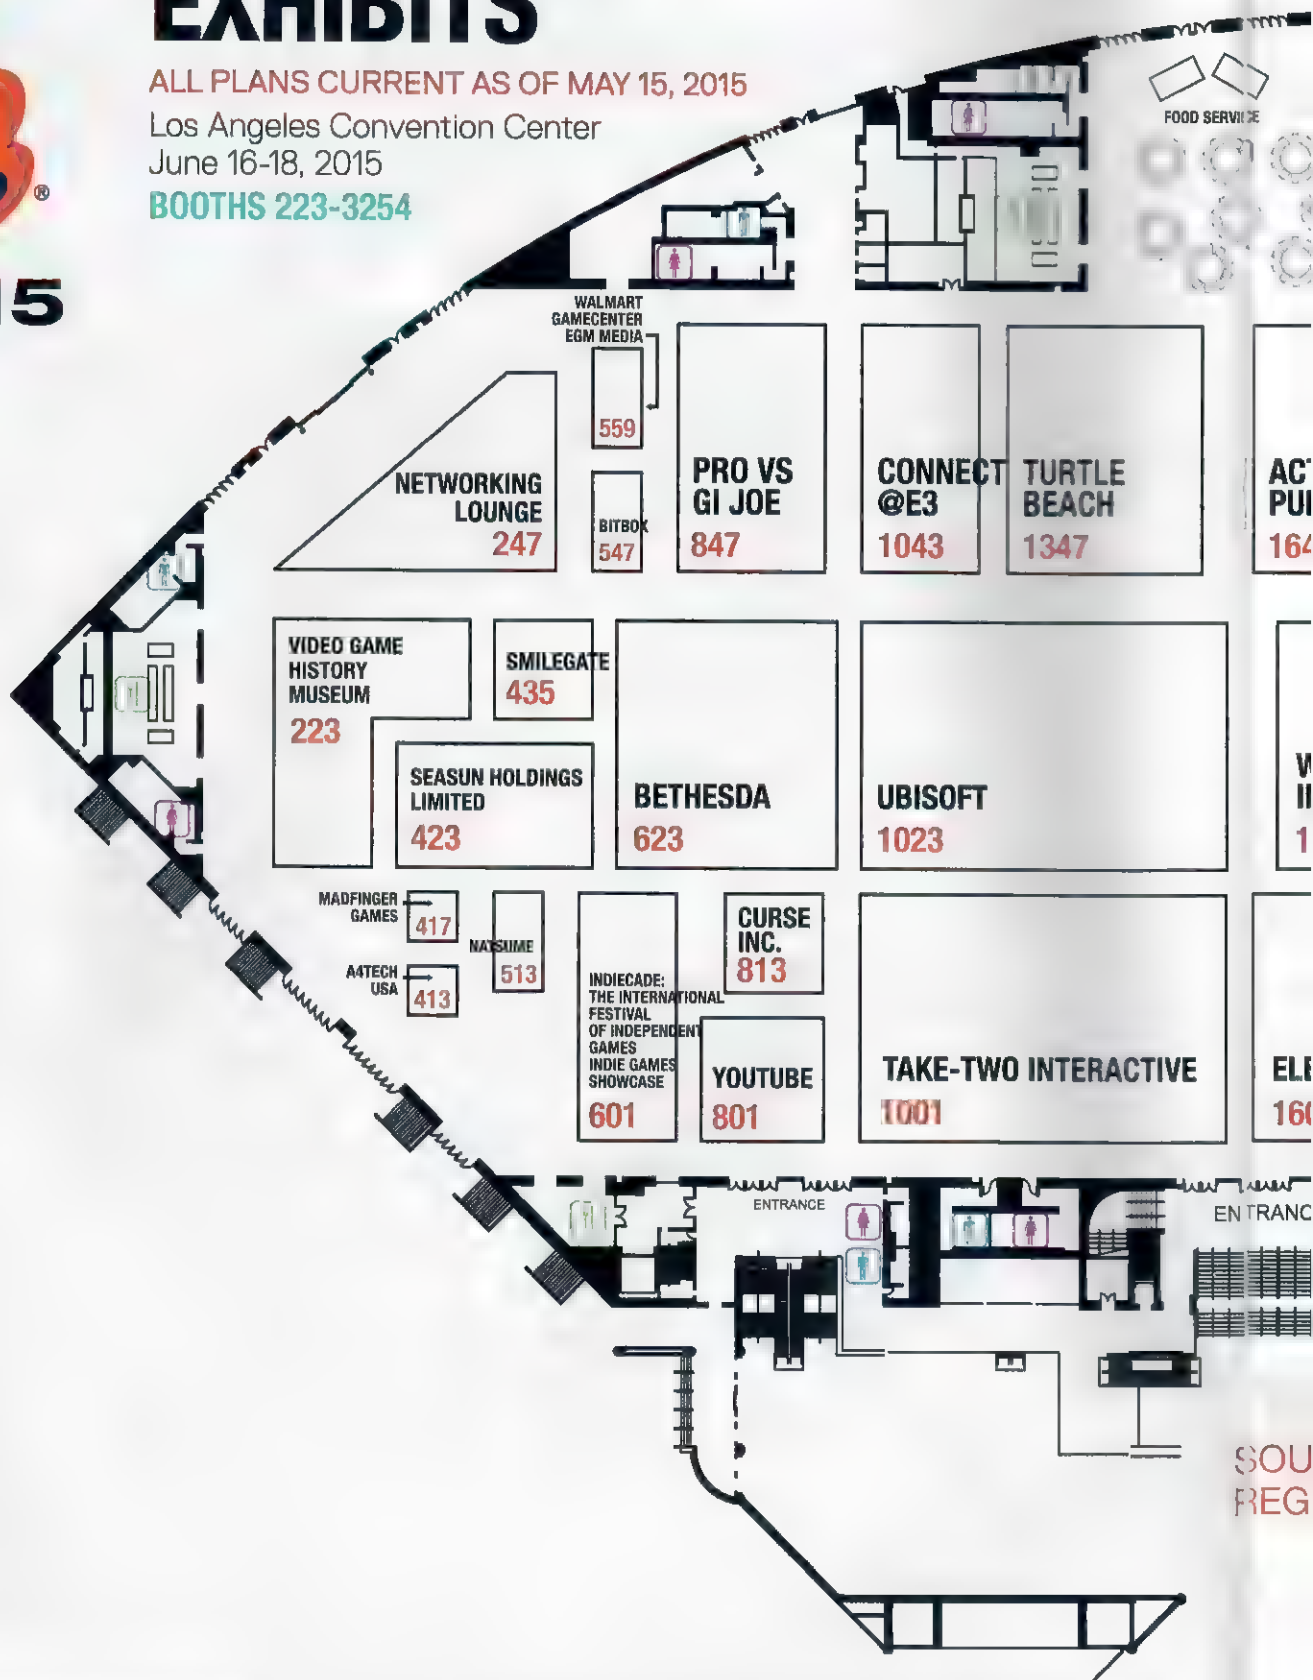 EXHIBITS
ALL PLANS CURRENT AS OF MAY 15, 2015
Los Angeles Convention Center
June 16-18, 2015
BOOTHS 223-3254
®
15
FOOD SERVICE
WALMART
GAMECENTER
EGM MEDIA
559
NETWORKING
LOUNGE
247
BITBOX
547
PRO VS
GI JOE
847
CONNECT
@E3
1043
TURTLE
BEACH
1347
VIDEO GAME
HISTORY
MUSEUM
223
SMILEGATE
435
SEASUN HOLDINGS
LIMITED
423
BETHESDA
623
UBISOFT
1023
MADFINGER
GAMES
417
A4TECH
USA
413
NATSUME
513
INDIECADE:
THE INTERNATIONAL
FESTIVAL
OF INDEPENDENT
GAMES
INDIE GAMES
SHOWCASE
601
CURSE
INC.
813
YOUTUBE
801
TAKE-TWO INTERACTIVE
1001
ENTRANCE
ENTRANC
SOU
REG